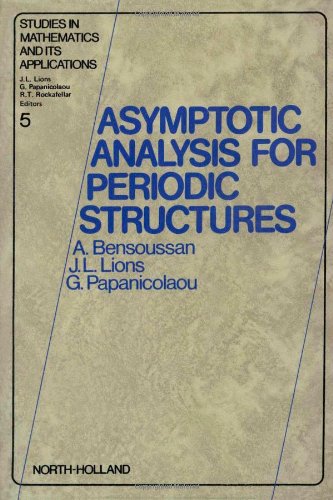 STUDIES IN
MATHEMATICS
AND ITS
APPLICATIONS
J.L. Lions
G. Papanicolaou
R.T. Rockafellar
Editors
5
ASYMPTOTIC
ANALYSIS FOR
PERIODIC
STRUCTURES
A. Bensoussan
J.L. Lions
G. Papanicolaou
NORTH-HOLLAND